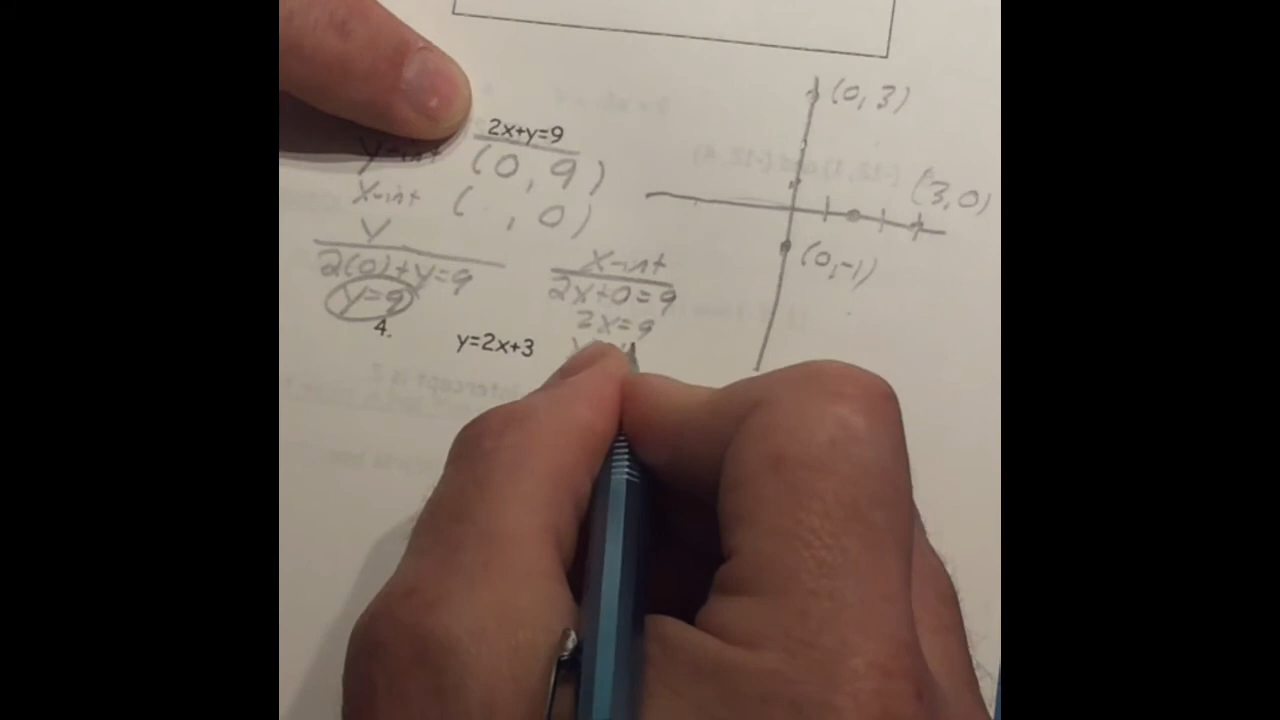 2x+y=9
y-int (0, 9)
x-int ( , 0)
y
2(0)+y=9
y=9
x-int
2x+0=9
2x=9
4.
y=2x+3
(0, 3)
(3, 0)
(0, -1)